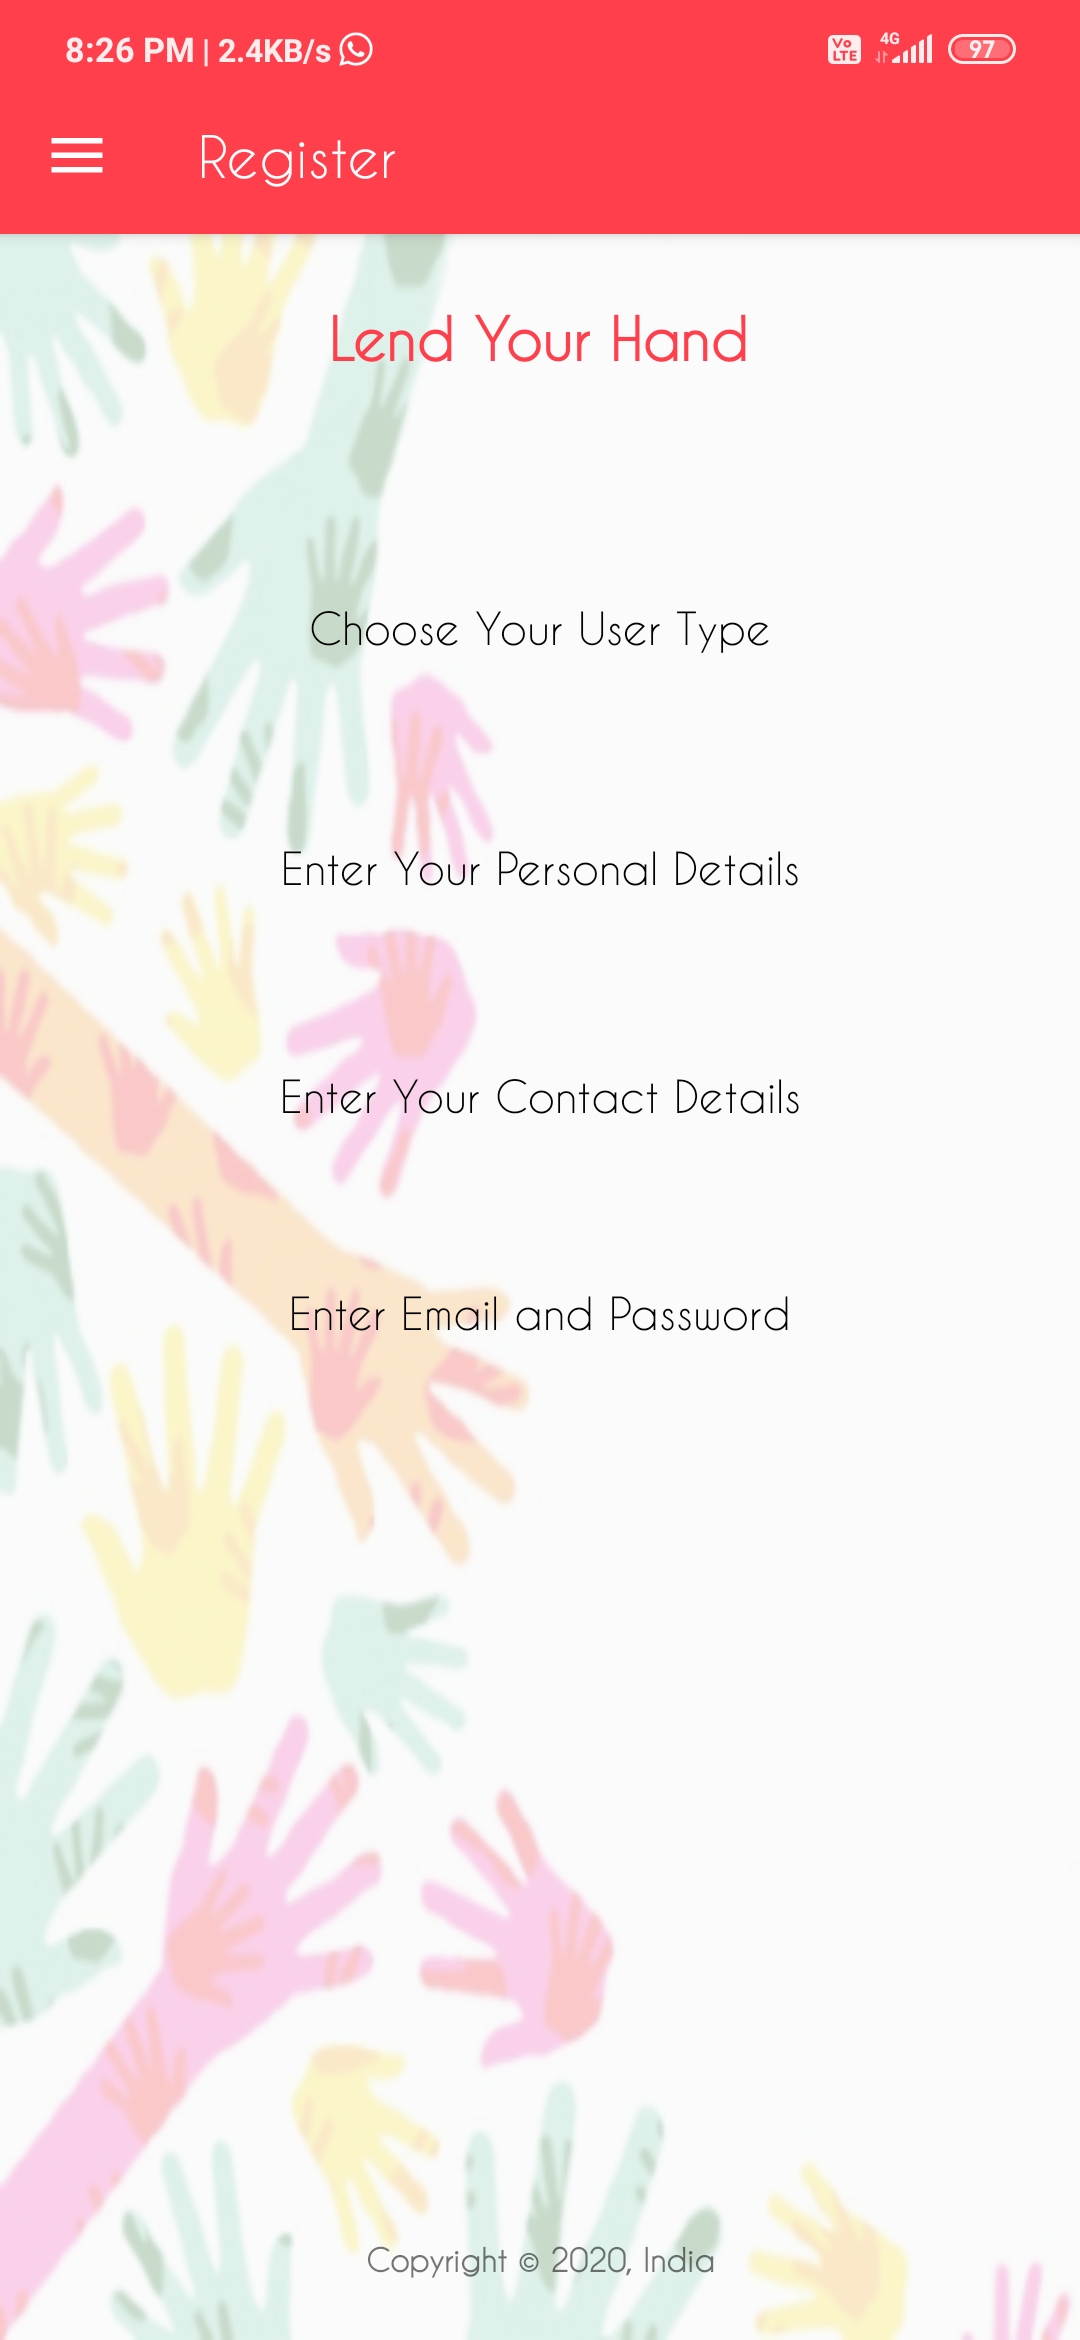 8:26 PM | 2.4KB/s Vo LTE 4G 97
Register
Lend Your Hand
Choose Your User Type
Enter Your Personal Details
Enter Your Contact Details
Enter Email and Password
Copyright © 2020, India